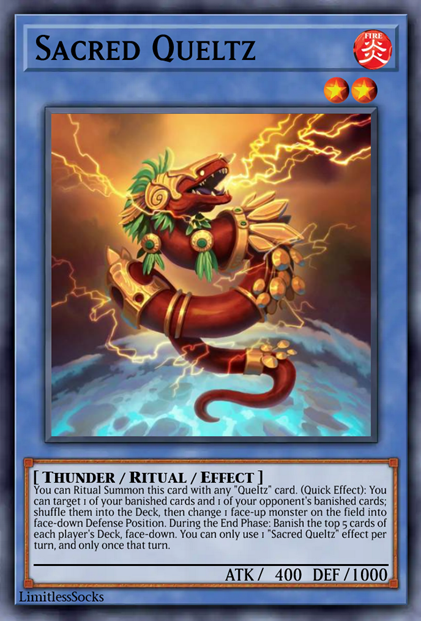 Sacred Queltz
FIRE
炎
[ Thunder / Ritual / Effect ]
You can Ritual Summon this card with any "Queltz" card. (Quick Effect): You
can target 1 of your banished cards and 1 of your opponent's banished cards;
shuffle them into the Deck, then change 1 face-up monster on the field into
face-down Defense Position. During the End Phase: Banish the top 5 cards of
each player's Deck, face-down. You can only use 1 "Sacred Queltz" effect per
turn, and only once that turn.
ATK / 400 DEF /1000
LimitlessSocks